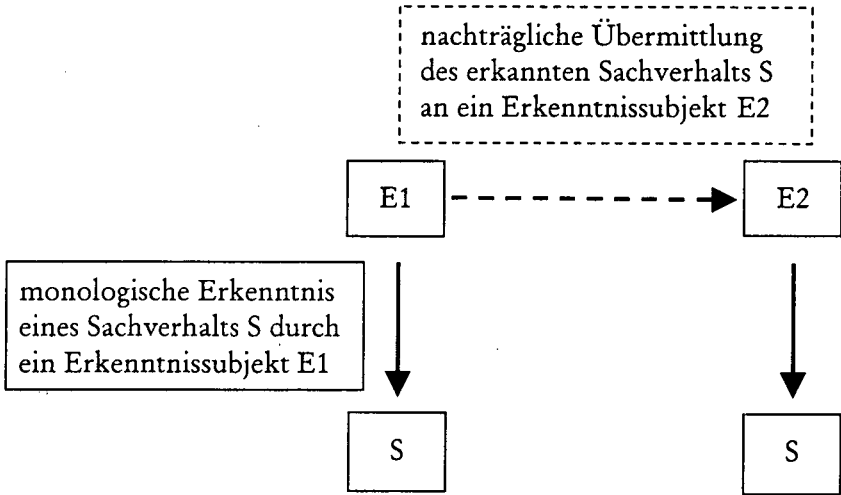 nachträgliche Übermittlung
des erkannten Sachverhalts S
an ein Erkenntnissubjekt E2
E1
E2
monologische Erkenntnis
eines Sachverhalts S durch
ein Erkenntnissubjekt E1
S
S